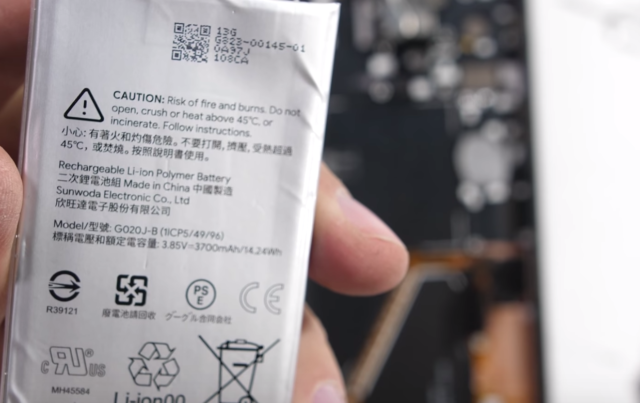 13G
G823-00145-01
0A97J
108CA
CAUTION: Risk of fire and burns. Do not
open, crush or heat above 45°C, or
incinerate. Follow instructions.
小心: 有著火和灼傷危險。不要打開, 擠壓, 受熱超過
45°C, 或焚燒。按照說明書使用。
Rechargeable Li-ion Polymer Battery
二次鋰電池組 Made in China 中國製造
Sunwoda Electronic Co., Ltd
欣旺達電子股份有限公司
Model/型號: G020J-B (1ICP5/49/96)
標稱電壓和額定電容量: 3.85V⎓3700mAh/14.24Wh
R39121
廢電池請回收
PS
E
グーグル合同会社
CE
c RU ® US
MH45584
Li-ion00